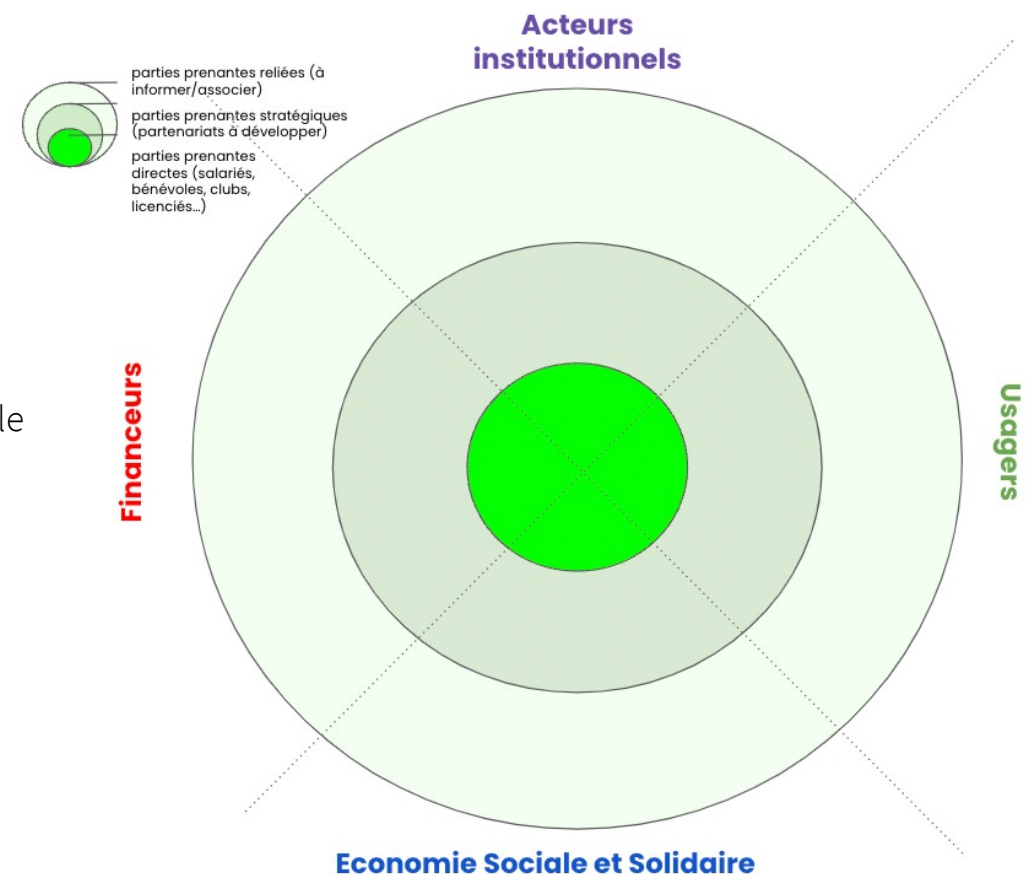 Acteurs
institutionnels
parties prenantes reliées (à
informer/associer)
parties prenantes stratégiques
(partenariats à développer)
parties prenantes
directes (salariés,
bénévoles, clubs,
licenciés…)
Financeurs
le
Usagers
Economie Sociale et Solidaire